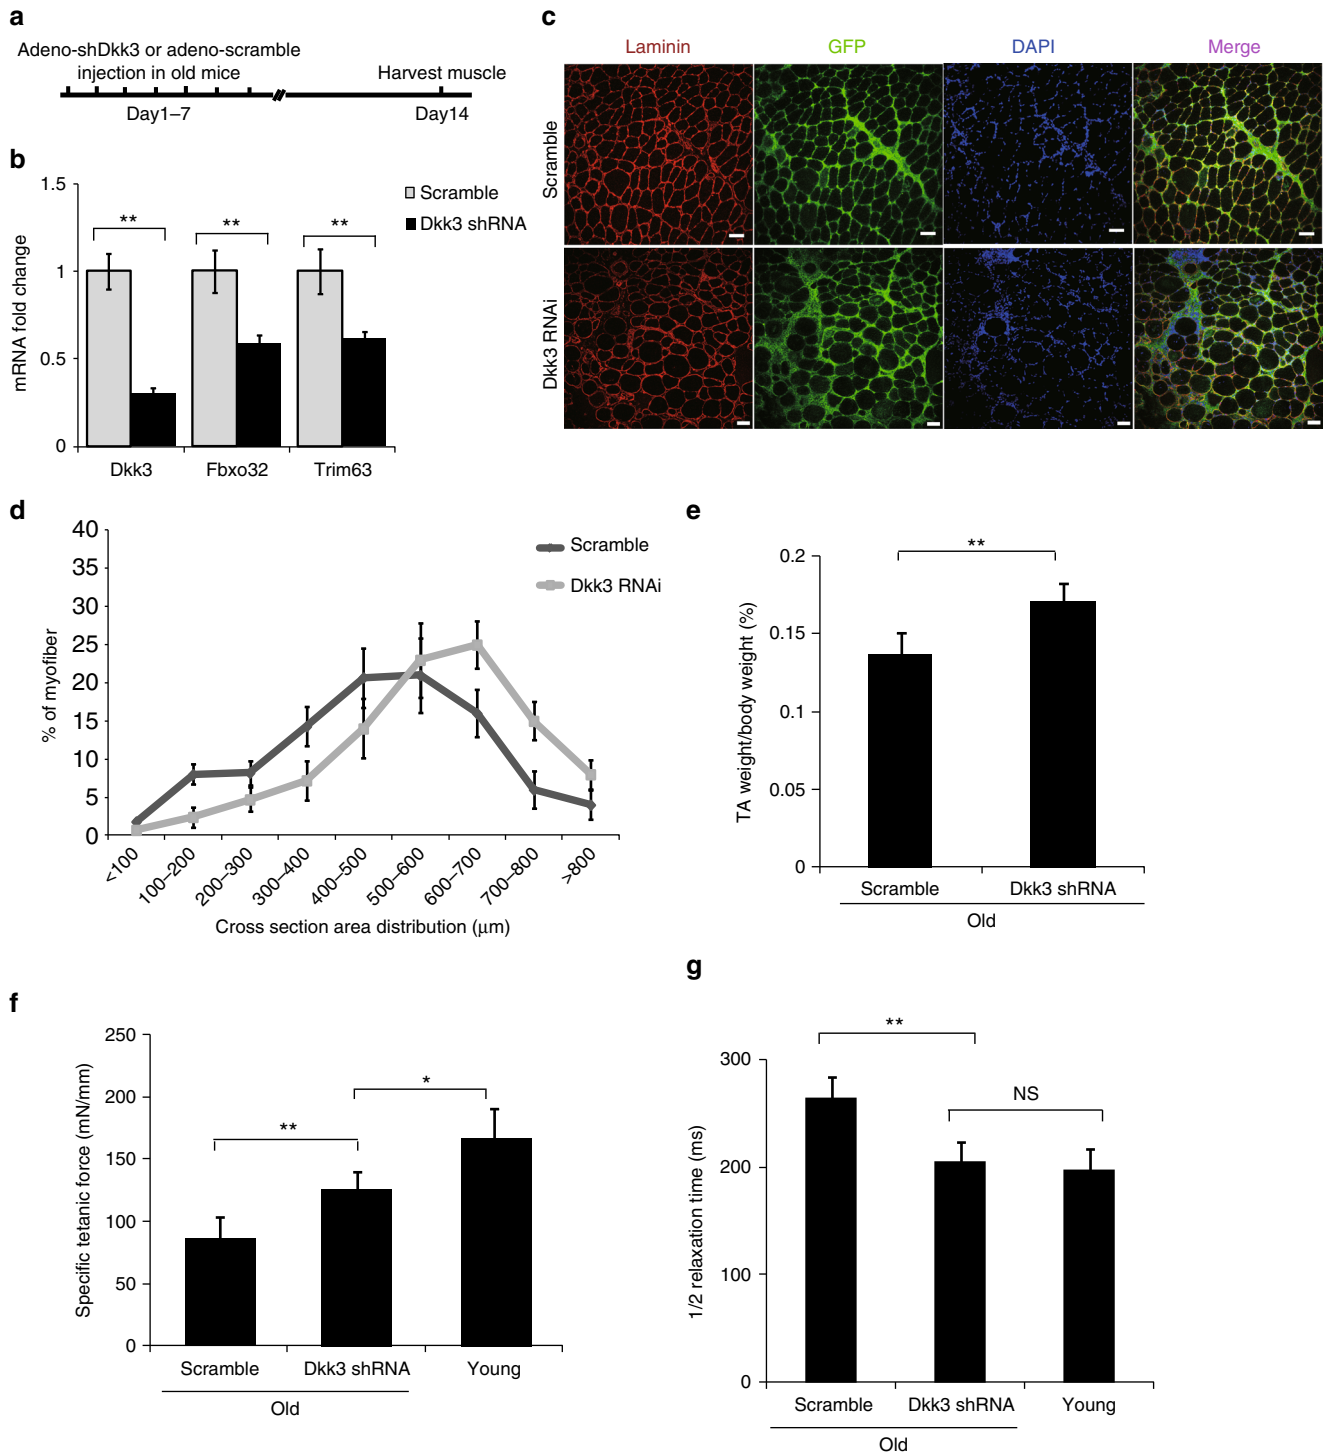 a
Adeno-shDkk3 or adeno-scramble
injection in old mice
Harvest muscle
Day1–7
Day14
b
1.5
1
0.5
0
mRNA fold change
**
**
**
Scramble
Dkk3 shRNA
Dkk3
Fbxo32
Trim63
c
Laminin
GFP
DAPI
Merge
Scramble
Dkk3 RNAi
d
40
35
30
25
20
15
10
5
0
% of myofiber
Scramble
Dkk3 RNAi
<100
100–200
200–300
300–400
400–500
500–600
600–700
700–800
>800
Cross section area distribution (μm)
e
0.2
0.15
0.1
0.05
0
TA weight/body weight (%)
**
Scramble
Dkk3 shRNA
Old
f
250
200
150
100
50
0
Specific tetanic force (mN/mm)
**
*
Scramble
Dkk3 shRNA
Young
Old
g
300
200
100
0
1/2 relaxation time (ms)
**
NS
Scramble
Dkk3 shRNA
Young
Old